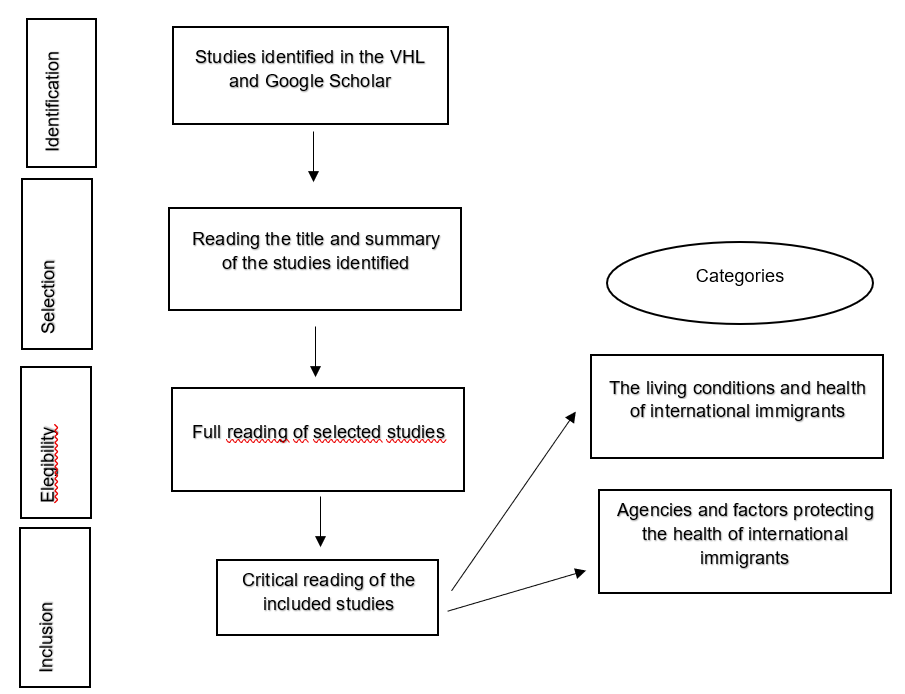 Identification
Studies identified in the VHL
and Google Scholar
Selection
Reading the title and summary
of the studies identified
Categories
Elegibility
Full reading of selected studies
The living conditions and health
of international immigrants
Agencies and factors protecting
the health of international
immigrants
Inclusion
Critical reading of the
included studies